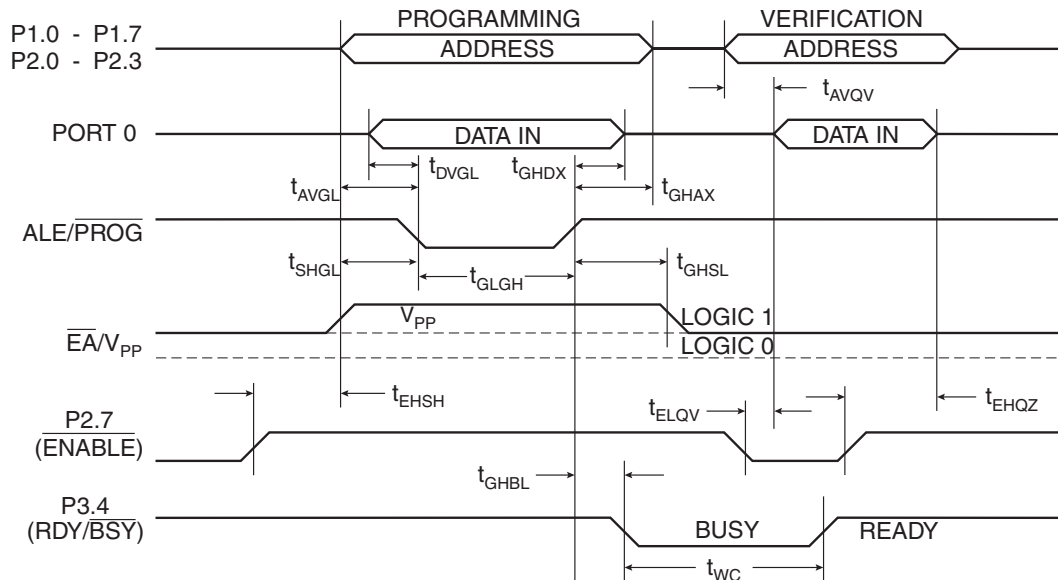 PROGRAMMING VERIFICATION
P1.0 - P1.7
P2.0 - P2.3
ADDRESS ADDRESS
tAVQV
PORT 0 DATA IN DATA IN
tDVGL tGHDX
tAVGL tGHAX
ALE/PROG
tSHGL tGLGH tGHSL
VPP LOGIC 1
EA/VPP LOGIC 0
tEHSH tELQV tEHQZ
P2.7
(ENABLE)
tGHBL
P3.4
(RDY/BSY)
BUSY READY
tWC